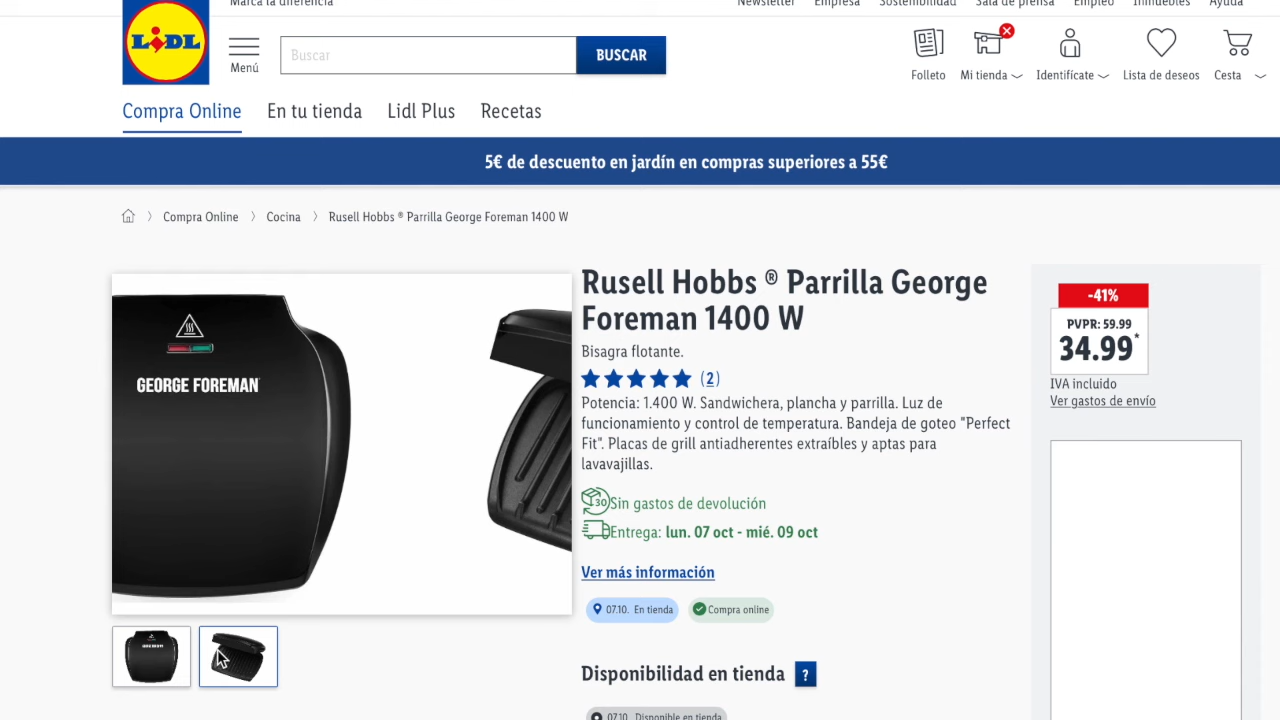 Marca la diferencia
Newsletter Empresa Sostenibilidad Sala de prensa Empleo Inmuebles Ayuda
LIDL
Menú
Buscar
BUSCAR
Folleto
Mi tienda
Identifícate
Lista de deseos
Cesta
Compra Online En tu tienda Lidl Plus Recetas
5€ de descuento en jardín en compras superiores a 55€
Compra Online Cocina Rusell Hobbs ® Parrilla George Foreman 1400 W
GEORGE FOREMAN
Rusell Hobbs ® Parrilla George
Foreman 1400 W
Bisagra flotante.
(2)
Potencia: 1.400 W. Sandwichera, plancha y parrilla. Luz de
funcionamiento y control de temperatura. Bandeja de goteo "Perfect
Fit". Placas de grill antiadherentes extraíbles y aptas para
lavavajillas.
30
Sin gastos de devolución
Entrega: lun. 07 oct - mié. 09 oct
Ver más información
07.10. En tienda
Compra online
Disponibilidad en tienda ?
07.10. Disponible en tienda
-41%
PVPR: 59.99
34.99*
IVA incluido
Ver gastos de envío